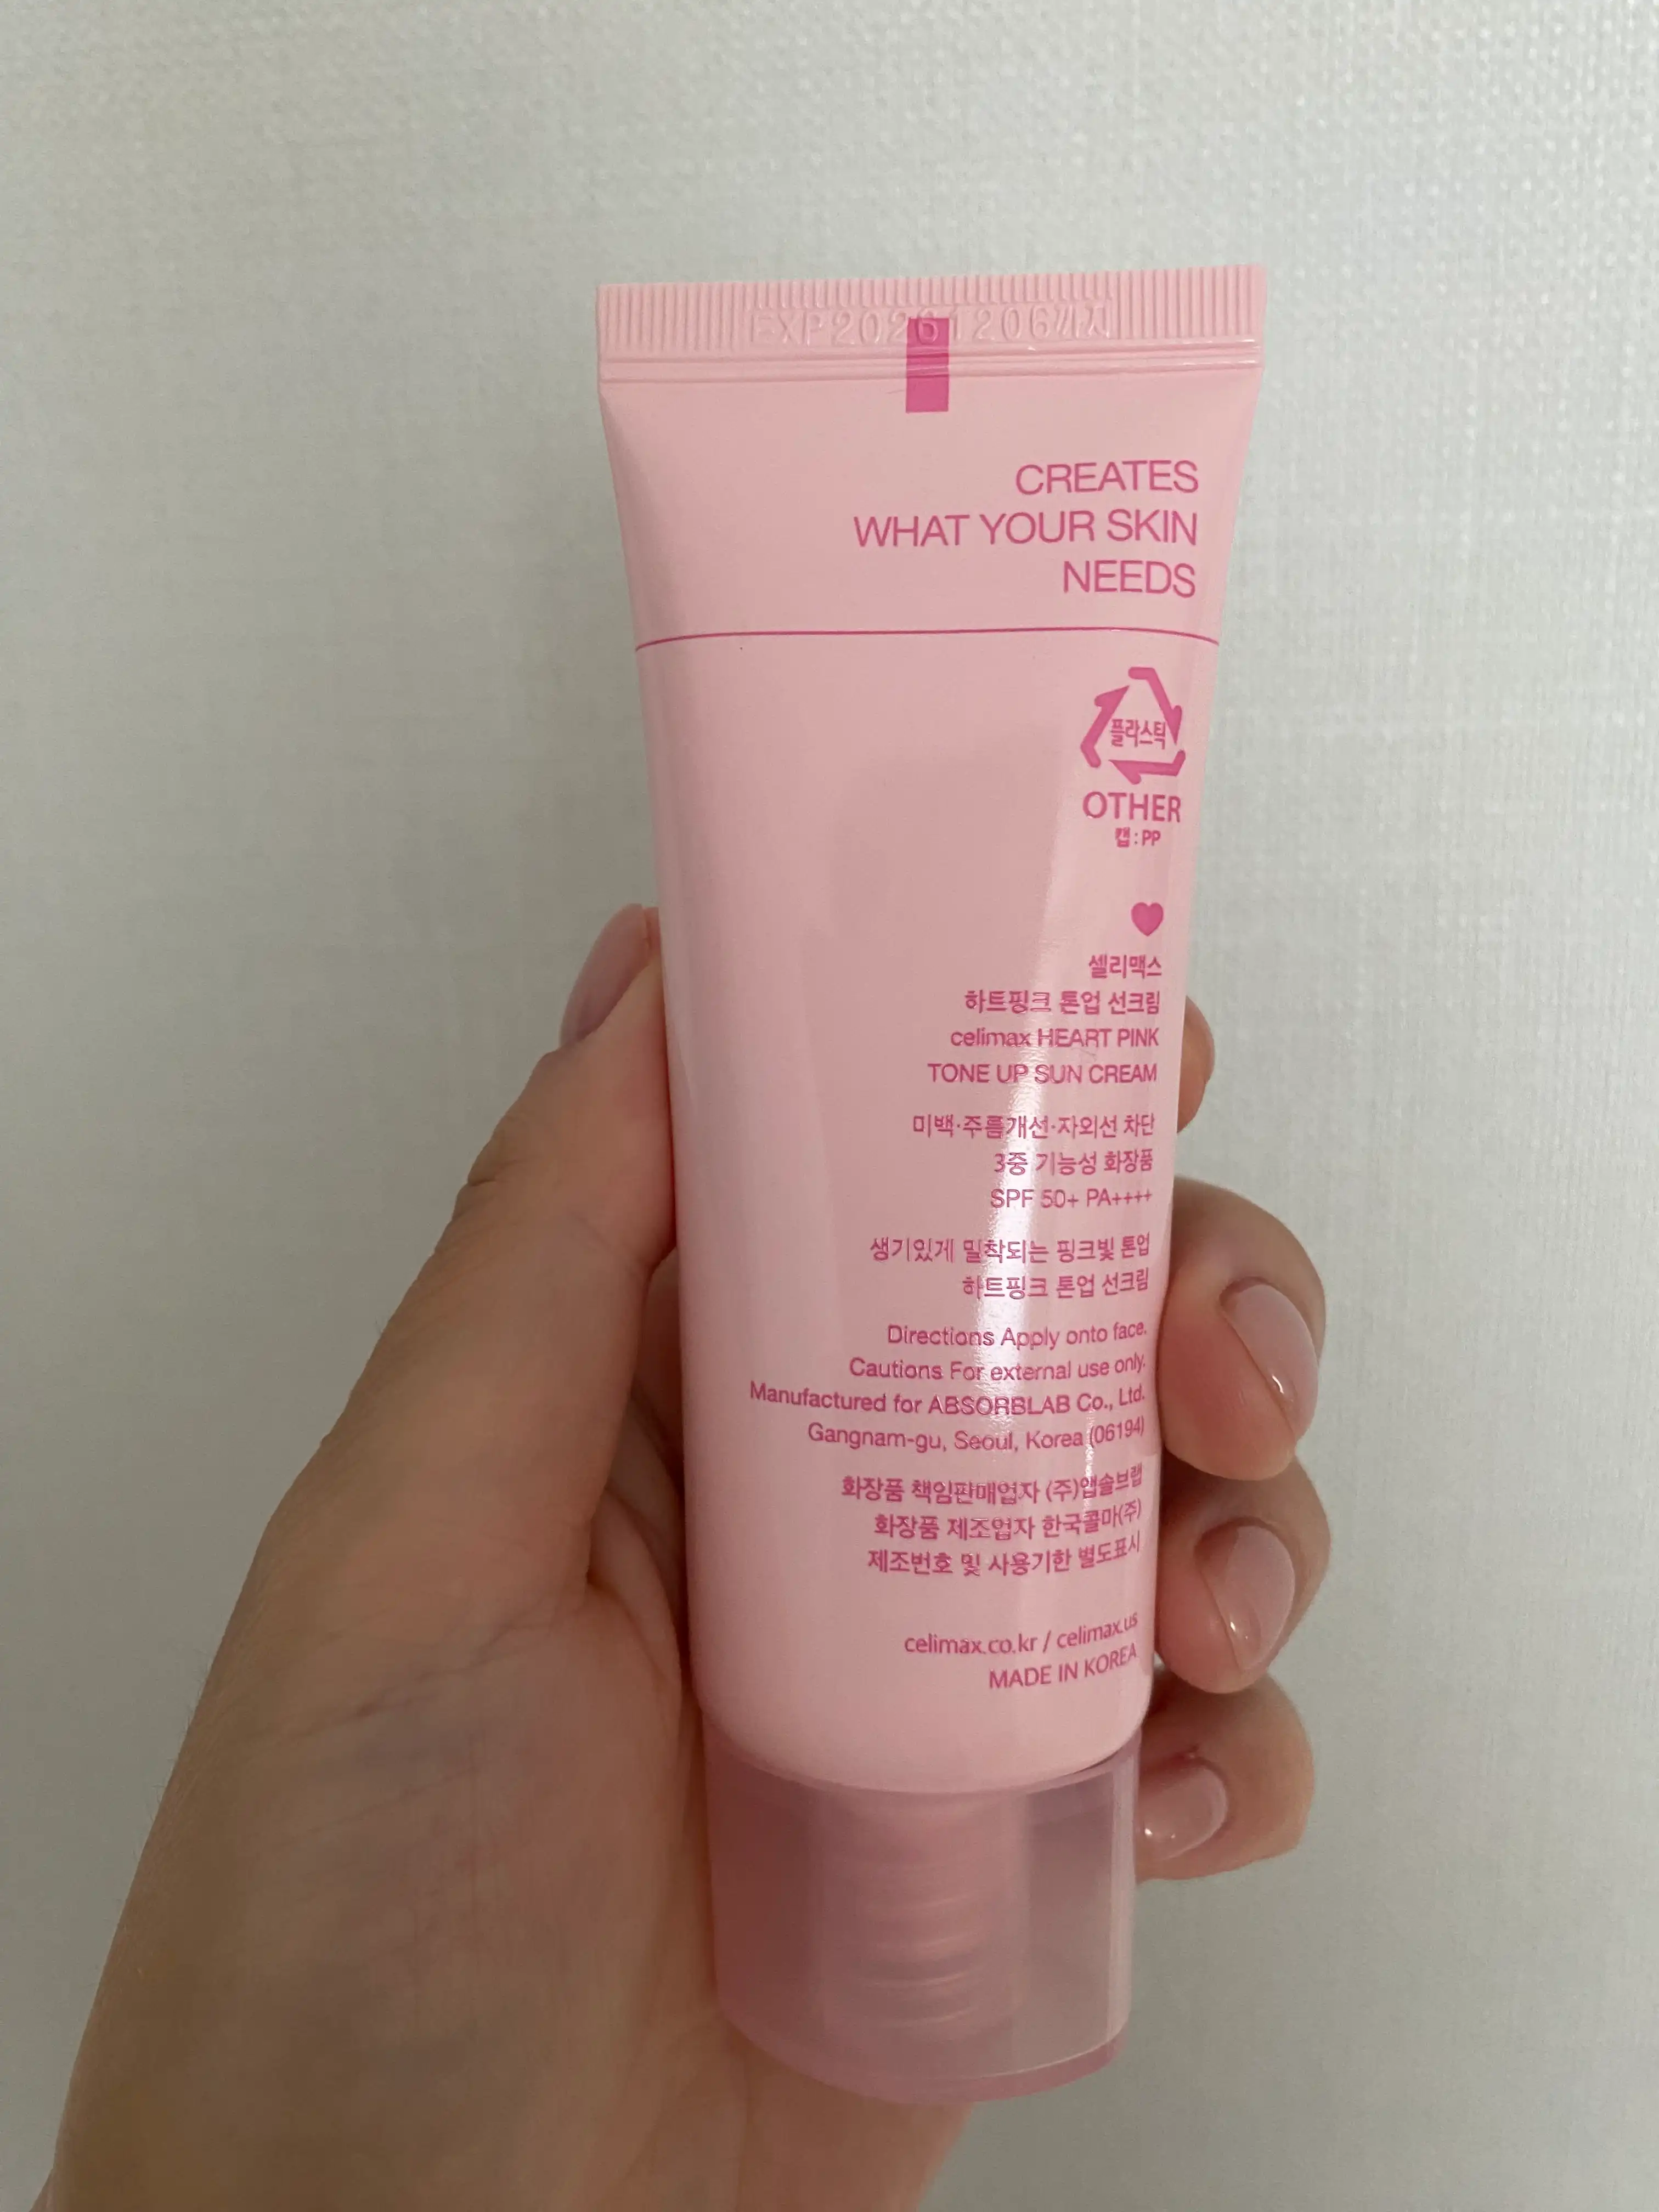 EXP20261206까지
CREATES
WHAT YOUR SKIN
NEEDS
플라스틱
OTHER
캡 : PP
셀리맥스
하트핑크 톤업 선크림
celimax HEART PINK
TONE UP SUN CREAM
미백·주름개선·자외선 차단
3중 기능성 화장품
SPF 50+ PA++++
생기있게 밀착되는 핑크빛 톤업
하트핑크 톤업 선크림
Directions Apply onto face.
Cautions For external use only.
Manufactured for ABSORBLAB Co., Ltd.
Gangnam-gu, Seoul, Korea (06194)
화장품 책임판매업자 (주)앱솔브랩
화장품 제조업자 한국콜마(주)
제조번호 및 사용기한 별도표시
celimax.co.kr / celimax.us
MADE IN KOREA